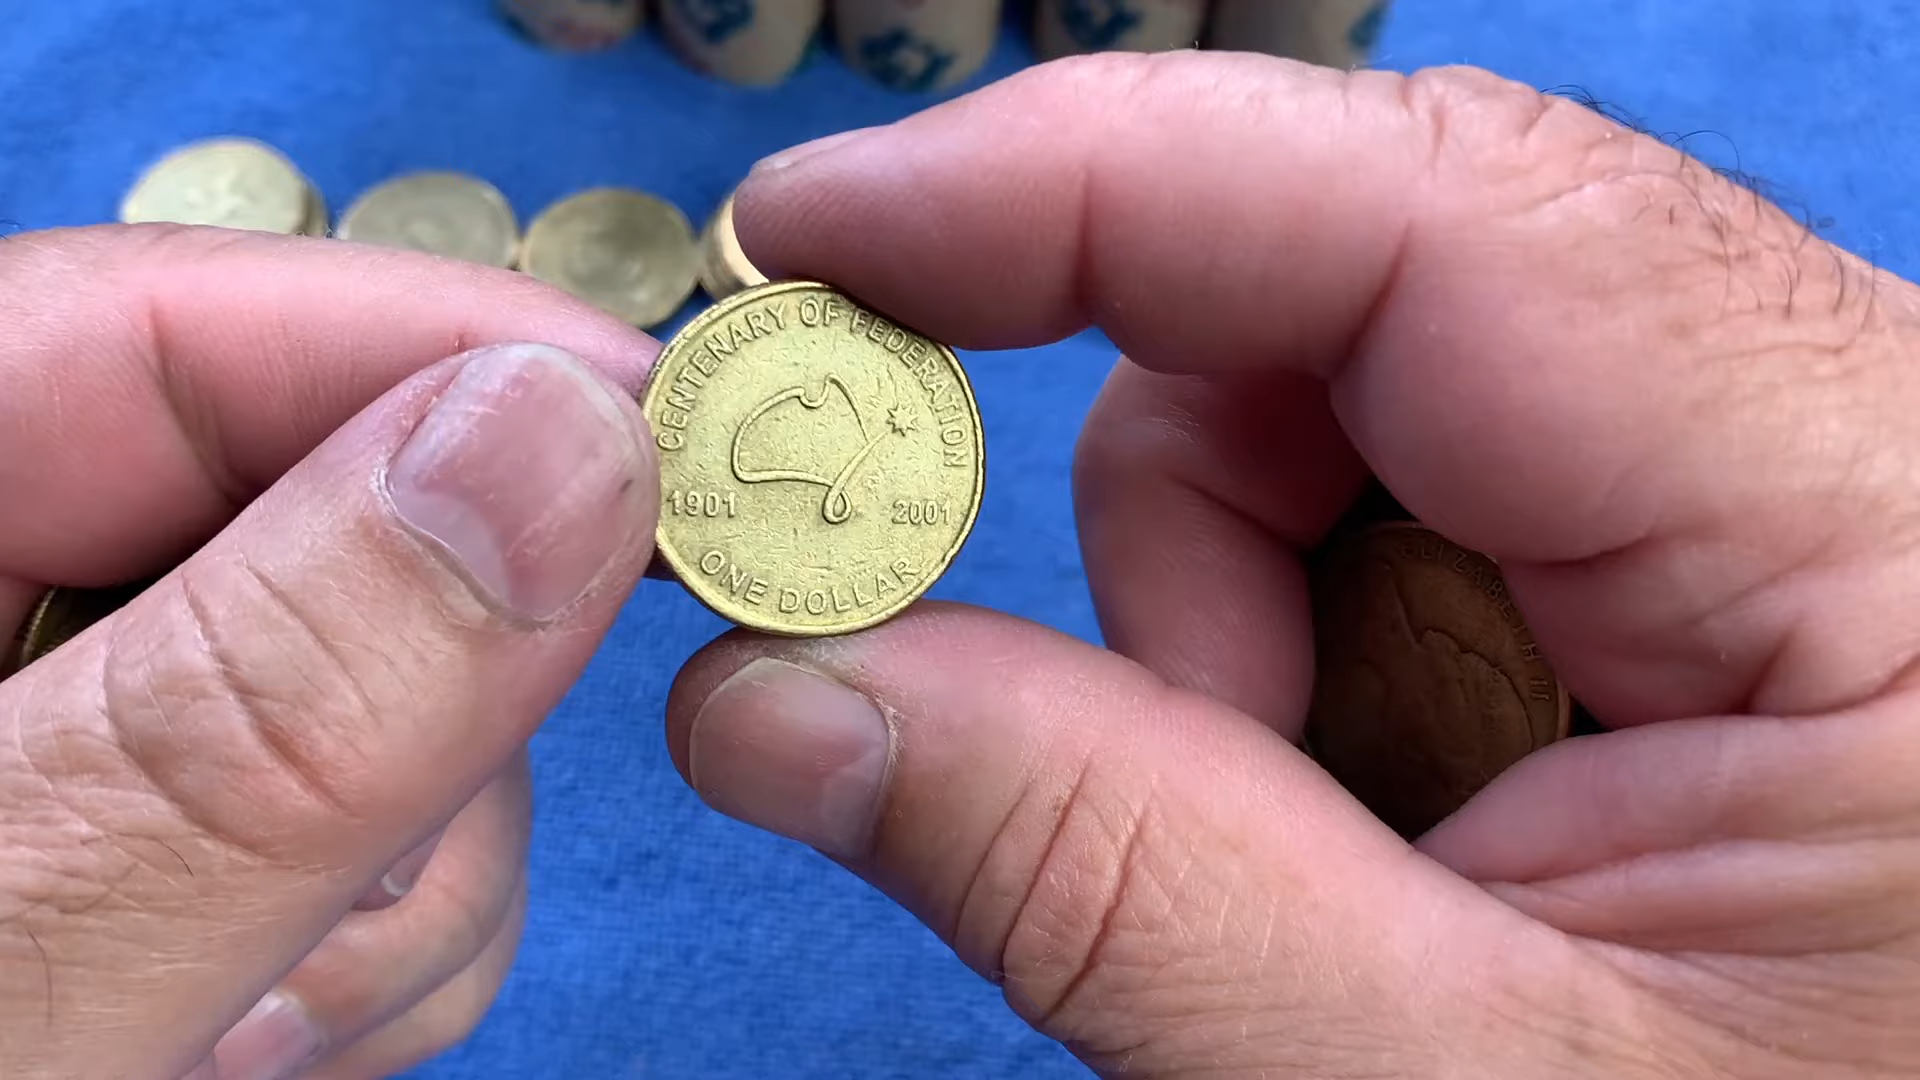 CENTENARY OF FEDERATION
1901 2001
ONE DOLLAR
ELIZABETH II